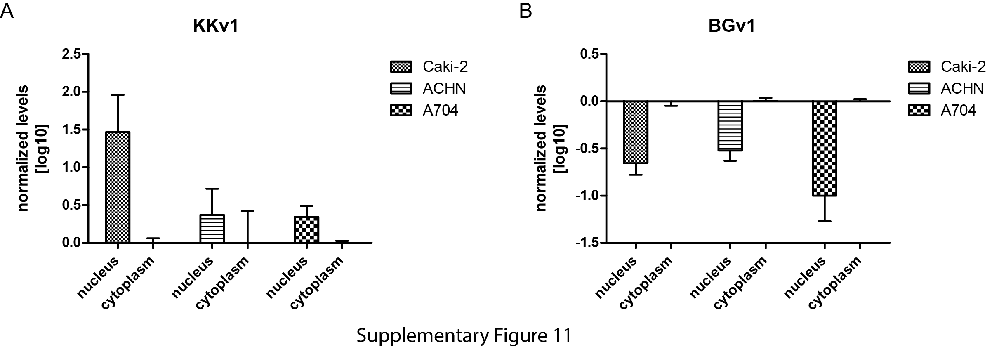 A
KKv1
normalized levels
[log10]
2.5
2.0
1.5
1.0
0.5
0.0
nucleus
cytoplasm
nucleus
cytoplasm
nucleus
cytoplasm
Caki-2
ACHN
A704
B
BGv1
normalized levels
[log10]
0.5
0.0
-0.5
-1.0
-1.5
nucleus
cytoplasm
nucleus
cytoplasm
nucleus
cytoplasm
Caki-2
ACHN
A704
Supplementary Figure 11